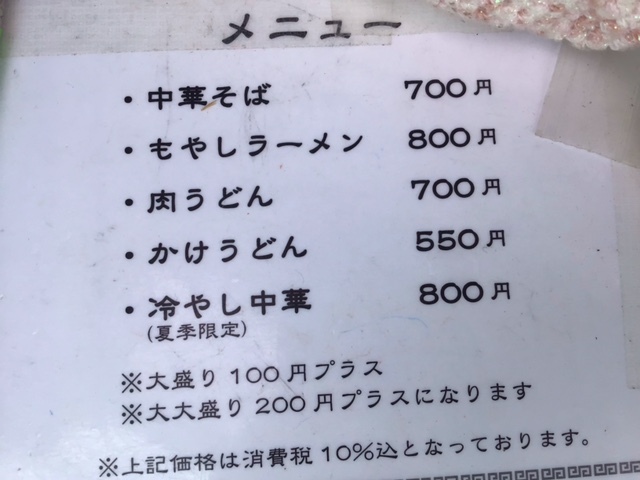 メニュー
・中華そば 700円
・もやしラーメン 800円
・肉うどん 700円
・かけうどん 550円
・冷やし中華 800円
(夏季限定)
※大盛り100円プラス
※大大盛り200円プラスになります
※上記価格は消費税10%込となっております。